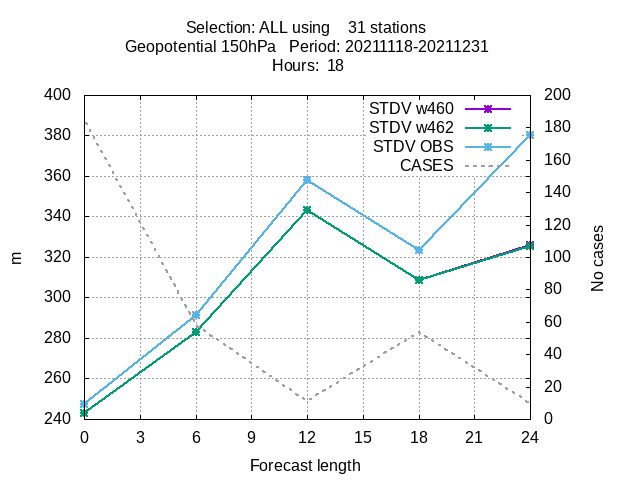 Selection: ALL using    31 stations
Geopotential 150hPa   Period: 20211118-20211231
Hours:  18
400
380
360
340
320
300
280
260
240
200
180
160
140
120
100
80
60
40
20
0
STDV w460
STDV w462
STDV OBS
CASES
m
No cases
0 3 6 9 12 15 18 21 24
Forecast length